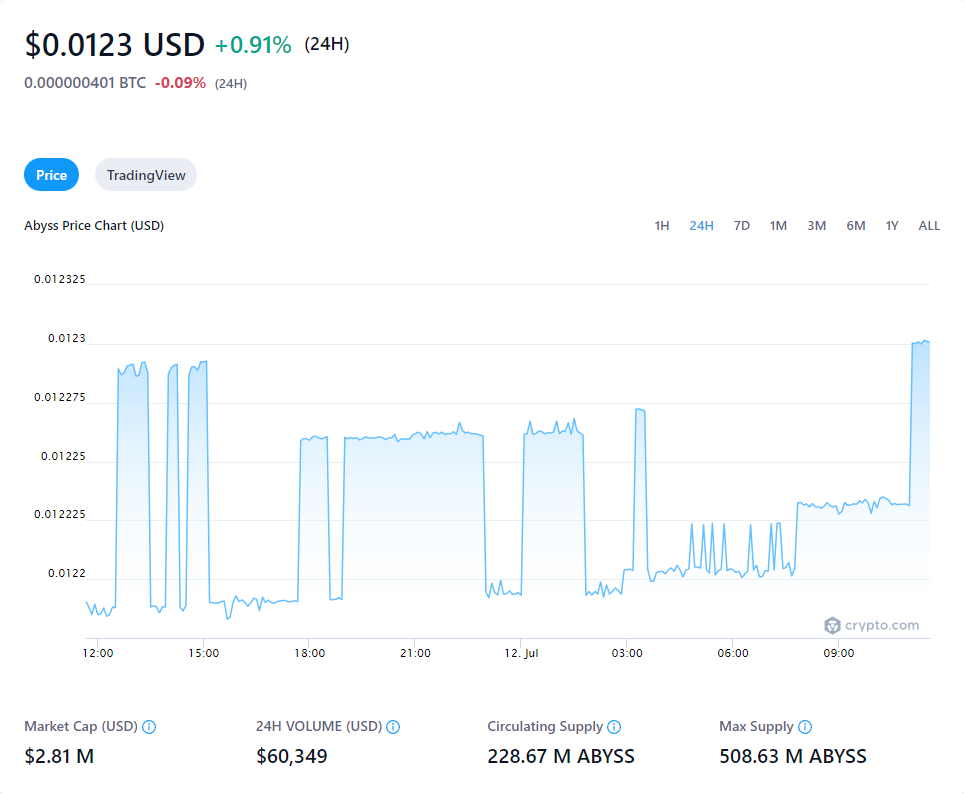 $0.0123 USD +0.91% (24H)
0.000000401 BTC -0.09% (24H)
Price TradingView
Abyss Price Chart (USD) 1H 24H 7D 1M 3M 6M 1Y ALL
0.012325
0.0123
0.012275
0.01225
0.012225
0.0122
crypto.com
12:00 15:00 18:00 21:00 12. Jul 03:00 06:00 09:00
Market Cap (USD) 24H VOLUME (USD) Circulating Supply Max Supply
$2.81 M $60,349 228.67 M ABYSS 508.63 M ABYSS